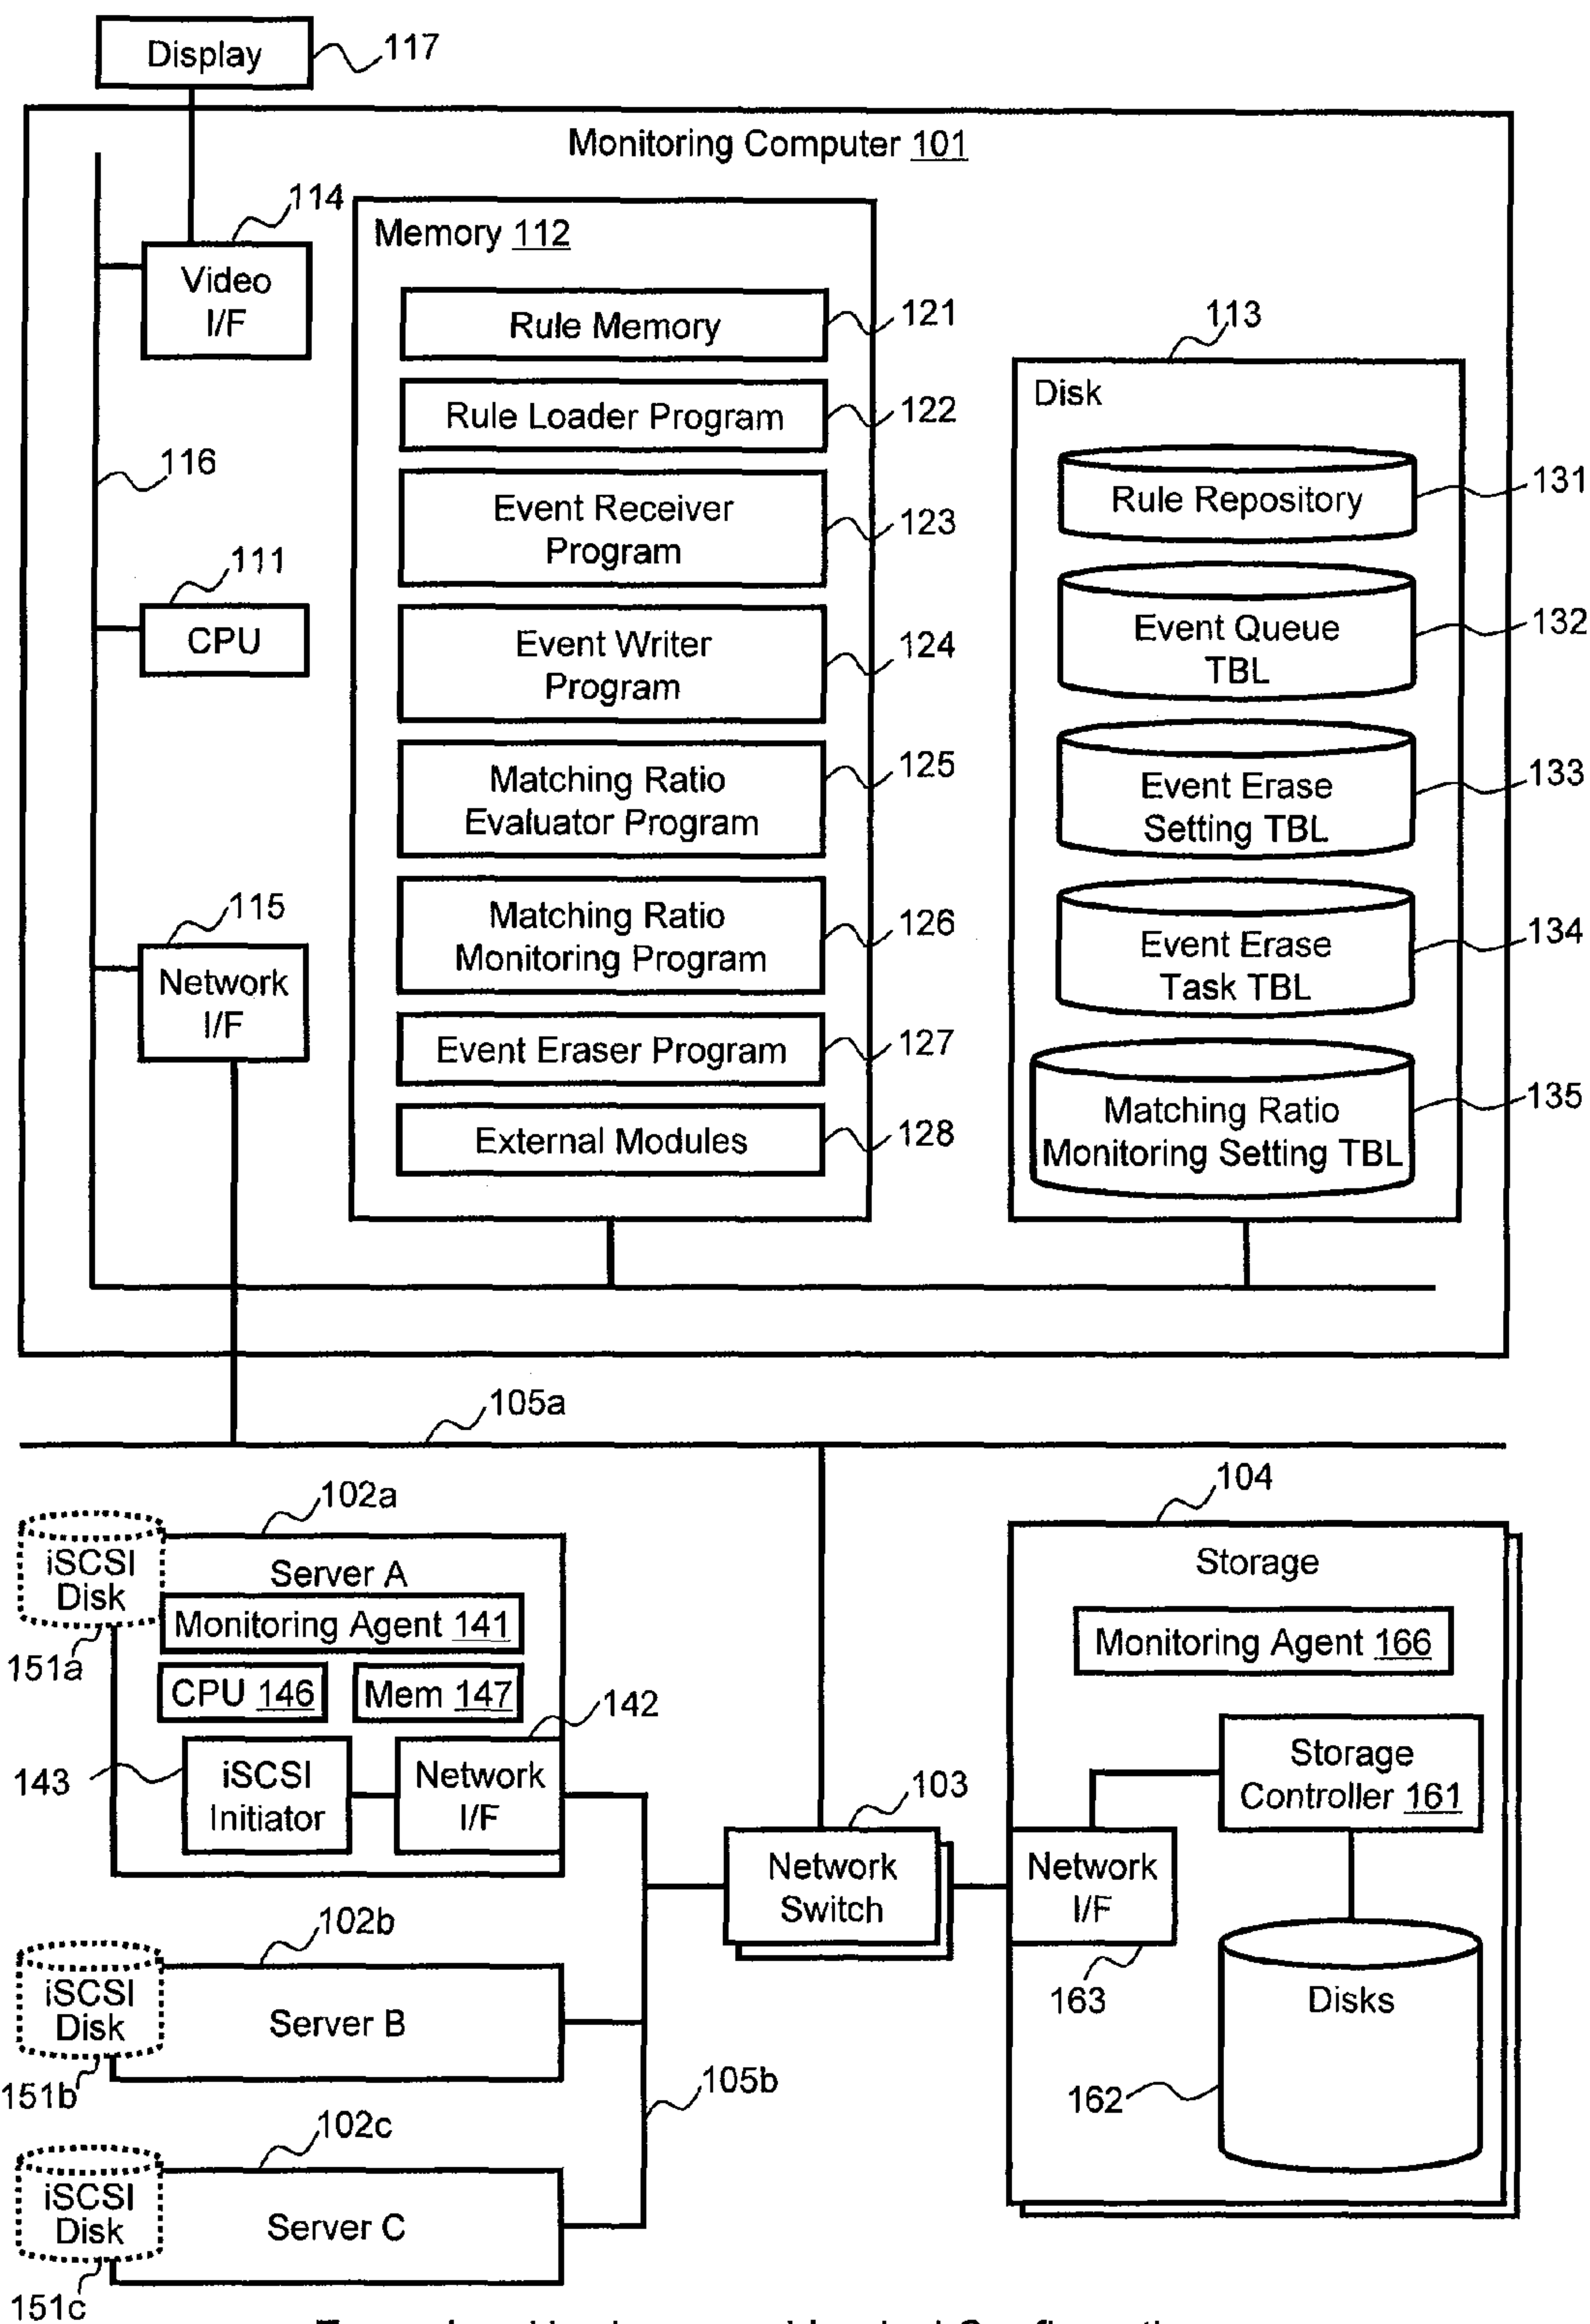 Display
117
Monitoring Computer 101
114
Video
I/F
Memory 112
Rule Memory
121
Rule Loader Program
122
Event Receiver
Program
123
Event Writer
Program
124
Matching Ratio
Evaluator Program
125
Matching Ratio
Monitoring Program
126
Event Eraser Program
127
External Modules
128
113
Disk
Rule Repository
131
Event Queue
TBL
132
Event Erase
Setting TBL
133
Event Erase
Task TBL
134
Matching Ratio
Monitoring Setting TBL
135
116
111
CPU
115
Network
I/F
105a
102a
iSCSI
Disk
151a
Server A
Monitoring Agent 141
CPU 146
Mem 147
142
143
iSCSI
Initiator
Network
I/F
102b
iSCSI
Disk
151b
Server B
105b
102c
iSCSI
Disk
151c
Server C
103
Network
Switch
104
Storage
Monitoring Agent 166
Storage
Controller 161
Network
I/F
163
Disks
162